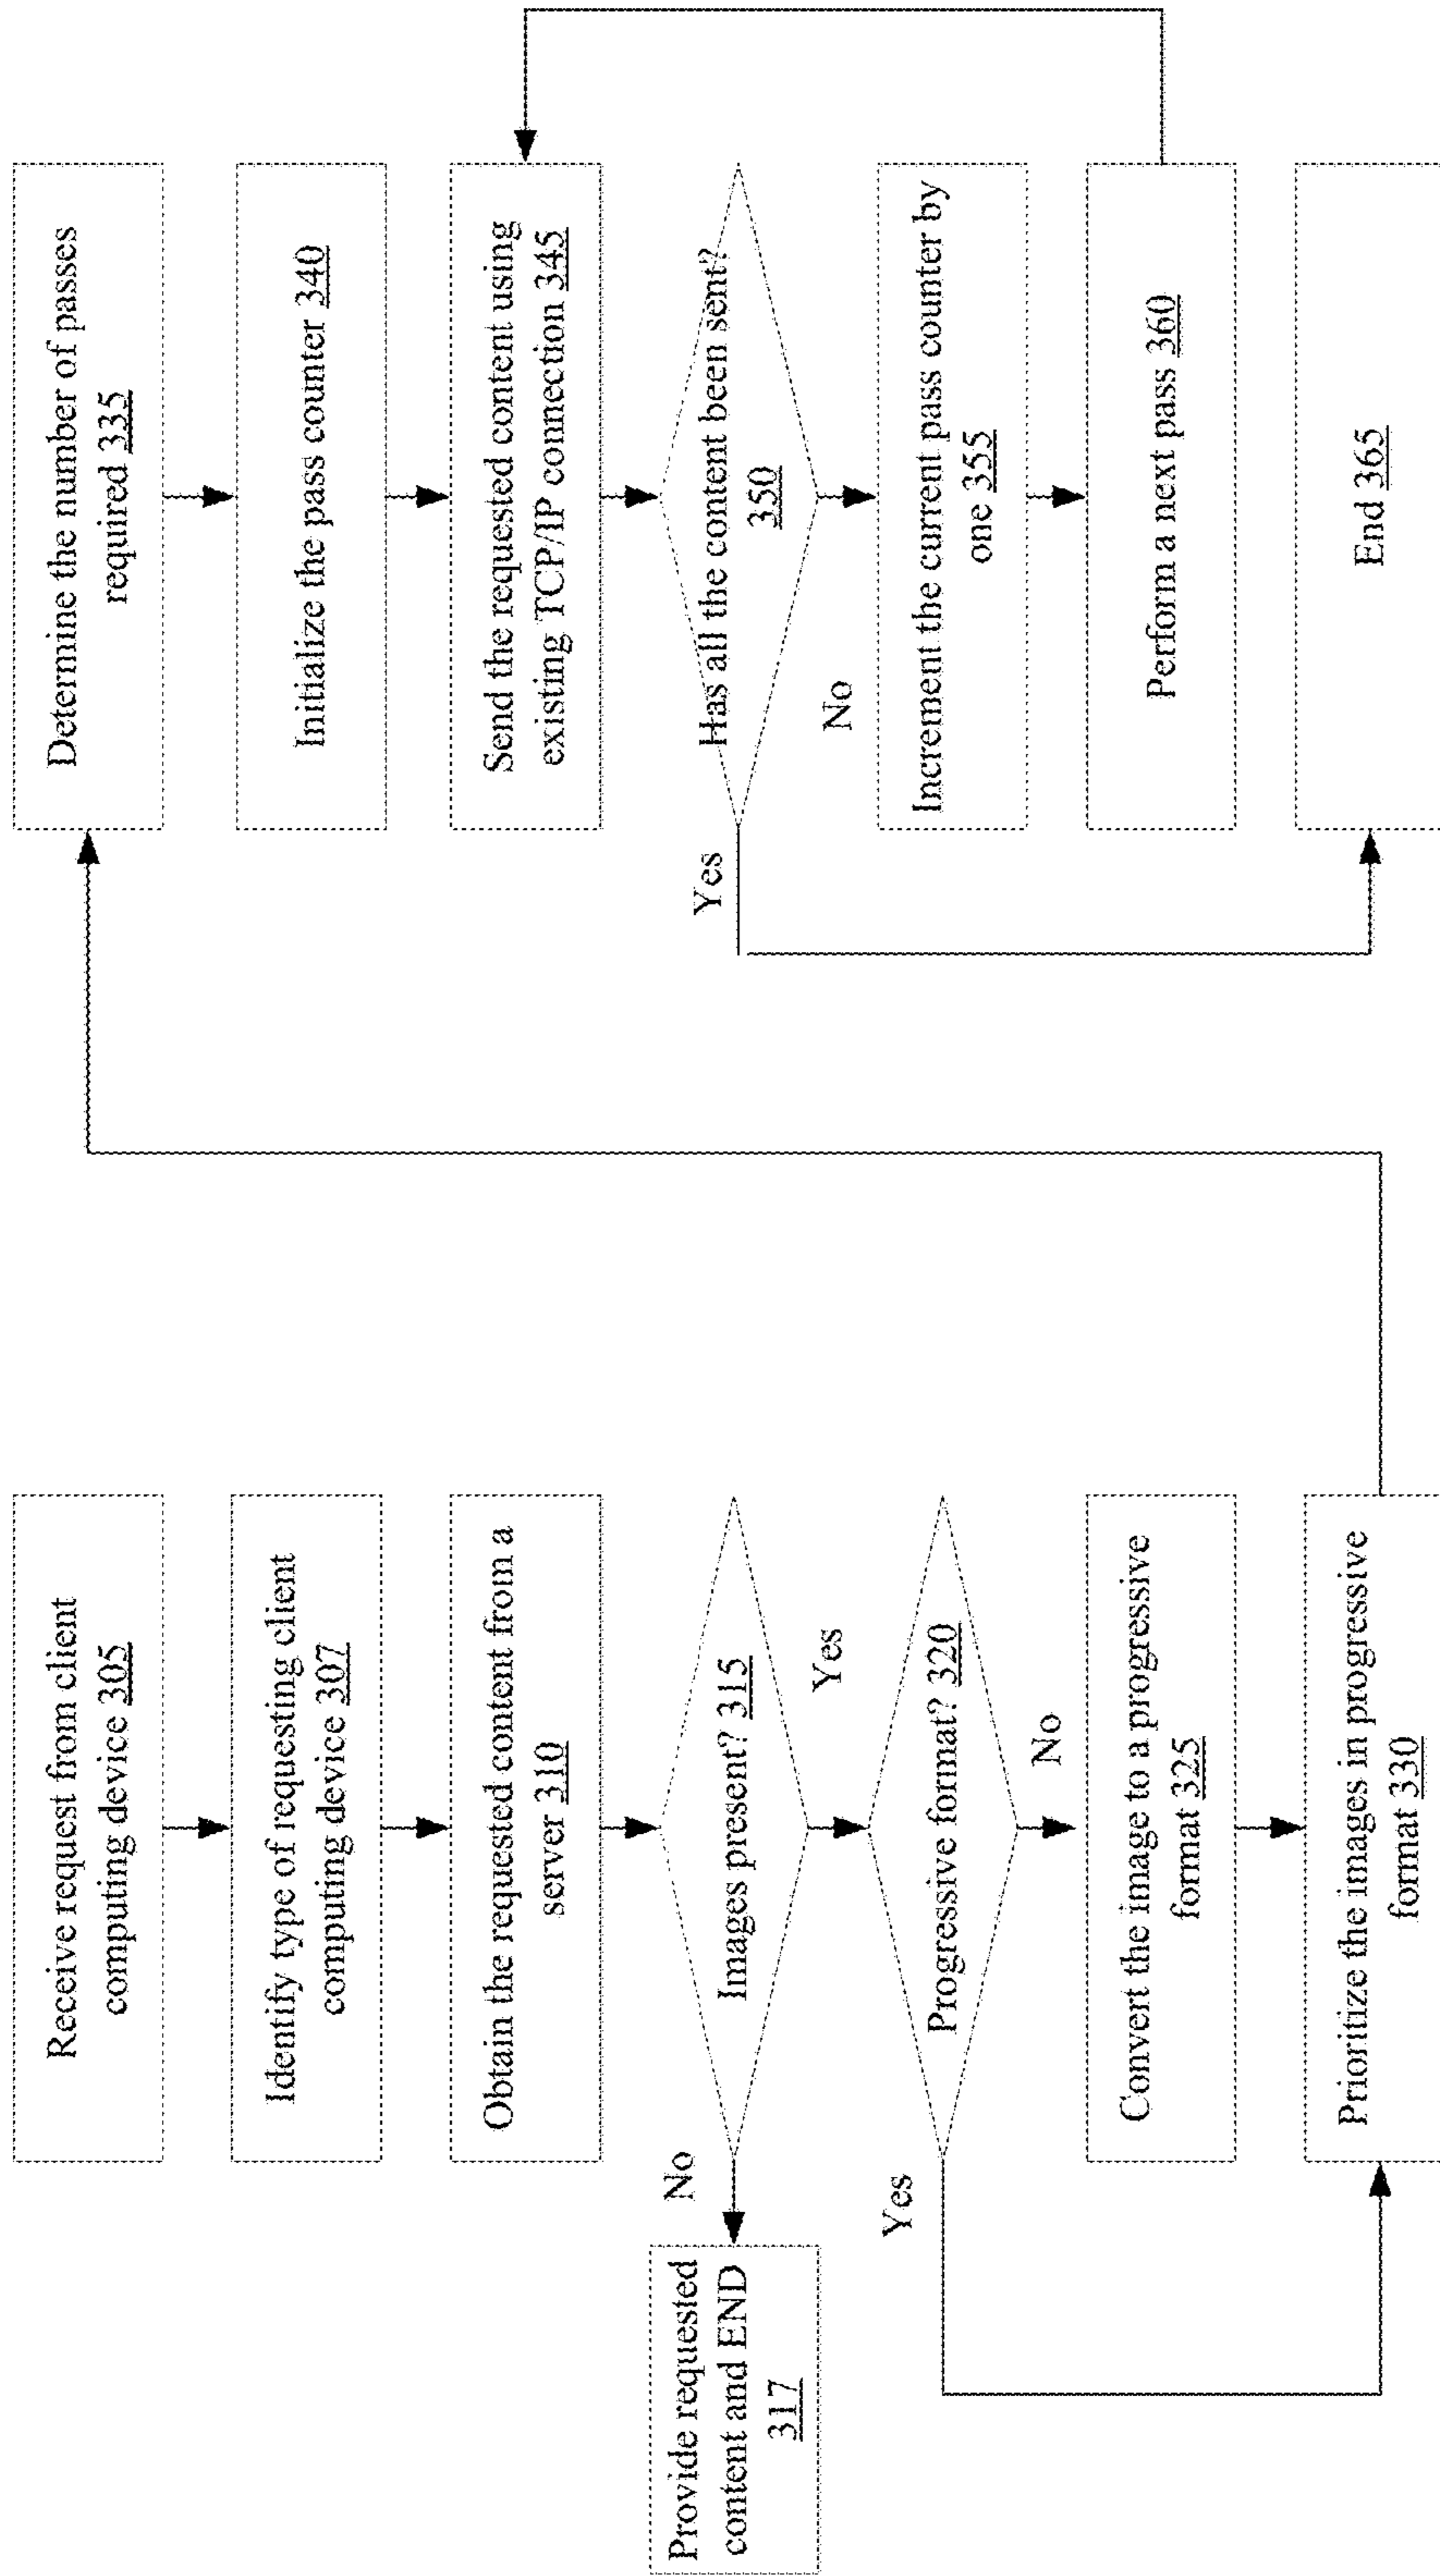 Receive request from client
computing device 305
Identify type of requesting client
computing device 307
Obtain the requested content from a
server 310
Images present? 315
No
Provide requested
content and END
317
Yes
Progressive format? 320
Yes
No
Convert the image to a progressive
format 325
Prioritize the images in progressive
format 330
Determine the number of passes
required 335
Initialize the pass counter 340
Send the requested content using
existing TCP/IP connection 345
Has all the content been sent?
350
Yes
No
Increment the current pass counter by
one 355
Perform a next pass 360
End 365